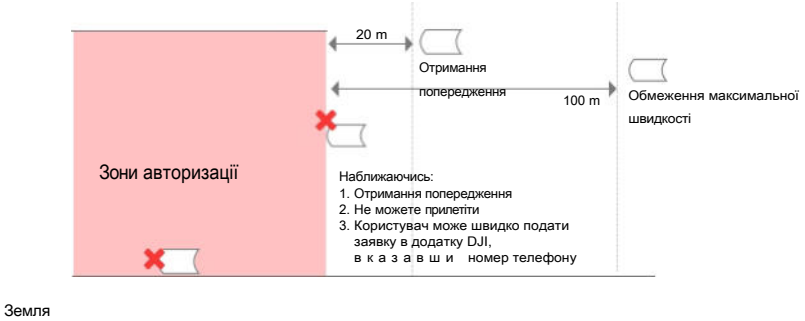 20 m
Отримання
попередження
100 m
Обмеження максимальної
швидкості
Зони авторизації
Наближаючись:
1. Отримання попередження
2. Не можете прилетіти
3. Користувач може швидко подати
заявку в додатку DJI,
вказавши номер телефону
Земля